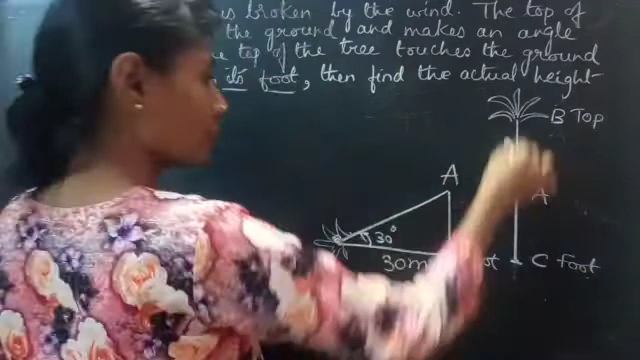 is broken by the wind. The top of
the ground and makes an angle
top of the tree touches the ground
its foot, then find the actual height
B Top
A
A
30°
30m
C Foot